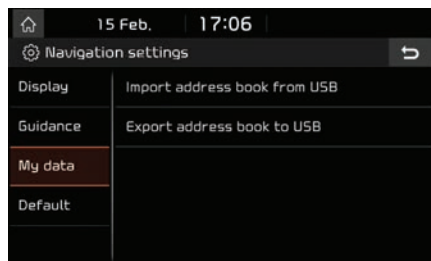 15 Feb. 17:06
Navigation settings
Display
Import address book from USB
Guidance
Export address book to USB
My data
Default